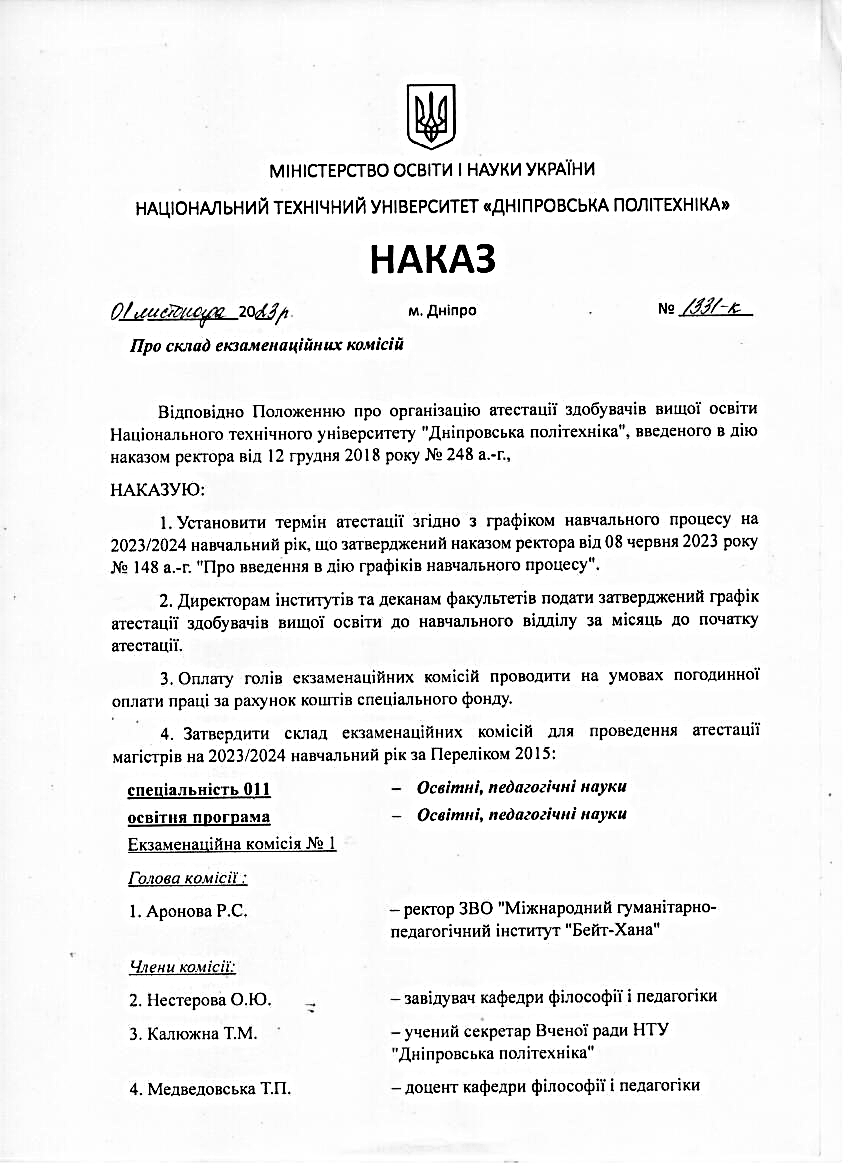 МІНІСТЕРСТВО ОСВІТИ І НАУКИ УКРАЇНИ
НАЦІОНАЛЬНИЙ ТЕХНІЧНИЙ УНІВЕРСИТЕТ «ДНІПРОВСЬКА ПОЛІТЕХНІКА»
НАКАЗ
01 листопада 2023р. м. Дніпро № 1331-к
Про склад екзаменаційних комісій
Відповідно Положенню про організацію атестації здобувачів вищої освіти
Національного технічного університету "Дніпровська політехніка", введеного в дію
наказом ректора від 12 грудня 2018 року № 248 а.-г.,
НАКАЗУЮ:
1. Установити термін атестації згідно з графіком навчального процесу на
2023/2024 навчальний рік, що затверджений наказом ректора від 08 червня 2023 року
№ 148 а.-г. "Про введення в дію графіків навчального процесу".
2. Директорам інститутів та деканам факультетів подати затверджений графік
атестації здобувачів вищої освіти до навчального відділу за місяць до початку
атестації.
3. Оплату голів екзаменаційних комісій проводити на умовах погодинної
оплати праці за рахунок коштів спеціального фонду.
4. Затвердити склад екзаменаційних комісій для проведення атестації
магістрів на 2023/2024 навчальний рік за Переліком 2015:
спеціальність 011 – Освітні, педагогічні науки
освітня програма – Освітні, педагогічні науки
Екзаменаційна комісія № 1
Голова комісії :
1. Аронова Р.С. – ректор ЗВО "Міжнародний гуманітарно-
педагогічний інститут "Бейт-Хана"
Члени комісії:
2. Нестерова О.Ю. – завідувач кафедри філософії і педагогіки
3. Калюжна Т.М. – учений секретар Вченої ради НТУ
"Дніпровська політехніка"
4. Медведовська Т.П. – доцент кафедри філософії і педагогіки